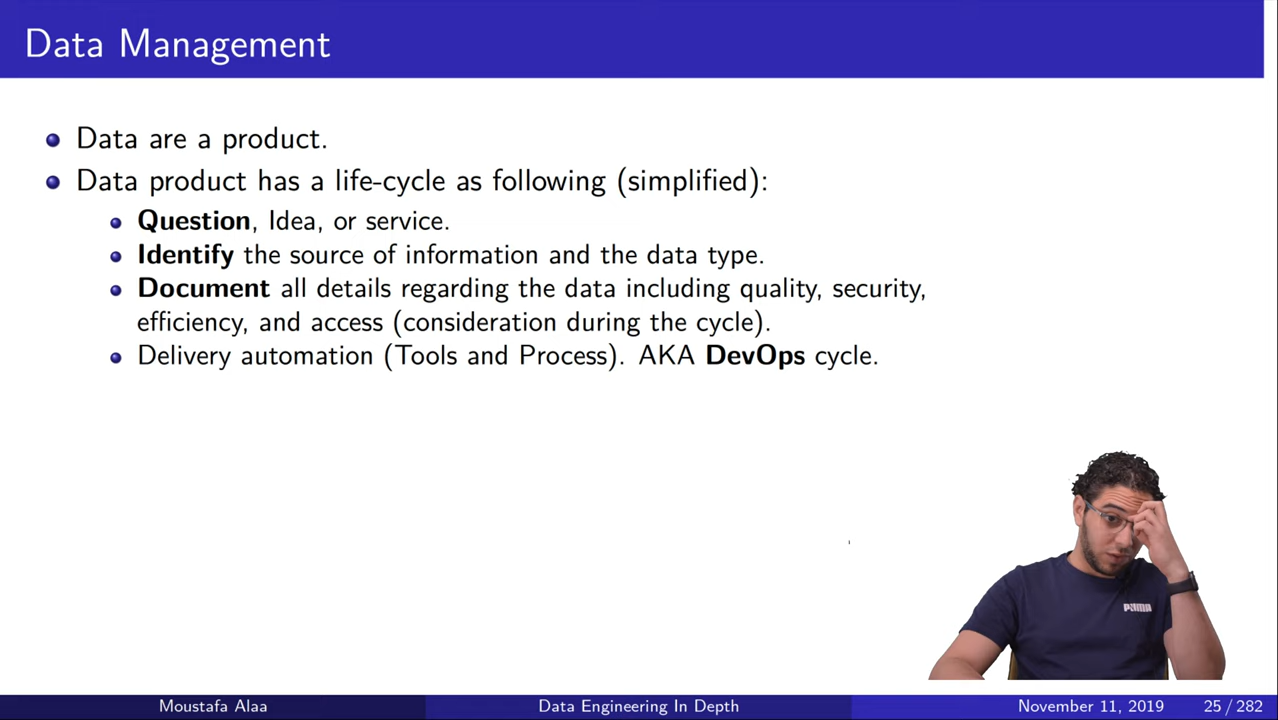 Data Management
Data are a product.
Data product has a life-cycle as following (simplified):
Question, Idea, or service.
Identify the source of information and the data type.
Document all details regarding the data including quality, security,
efficiency, and access (consideration during the cycle).
Delivery automation (Tools and Process). AKA DevOps cycle.
PUMA
Moustafa Alaa
Data Engineering In Depth
November 11, 2019
25 / 282